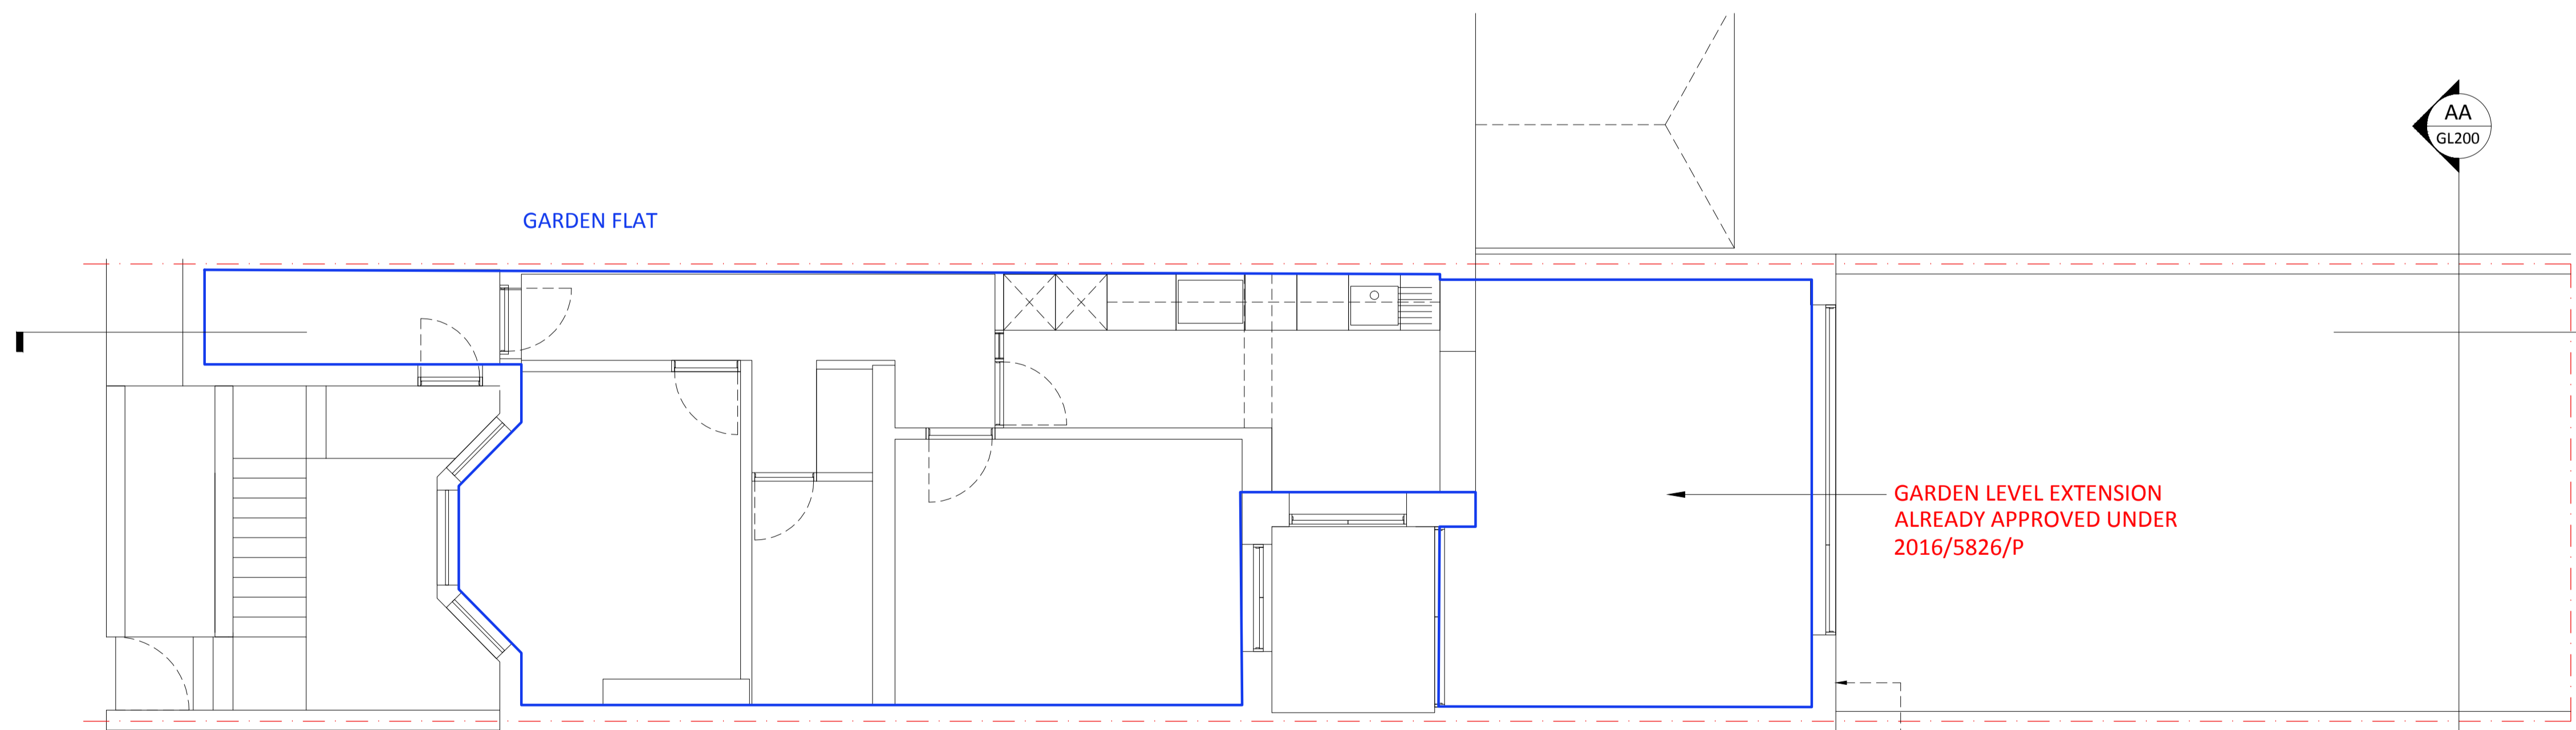 AA
GL200
GARDEN FLAT
GARDEN LEVEL EXTENSION
ALREADY APPROVED UNDER
2016/5826/P